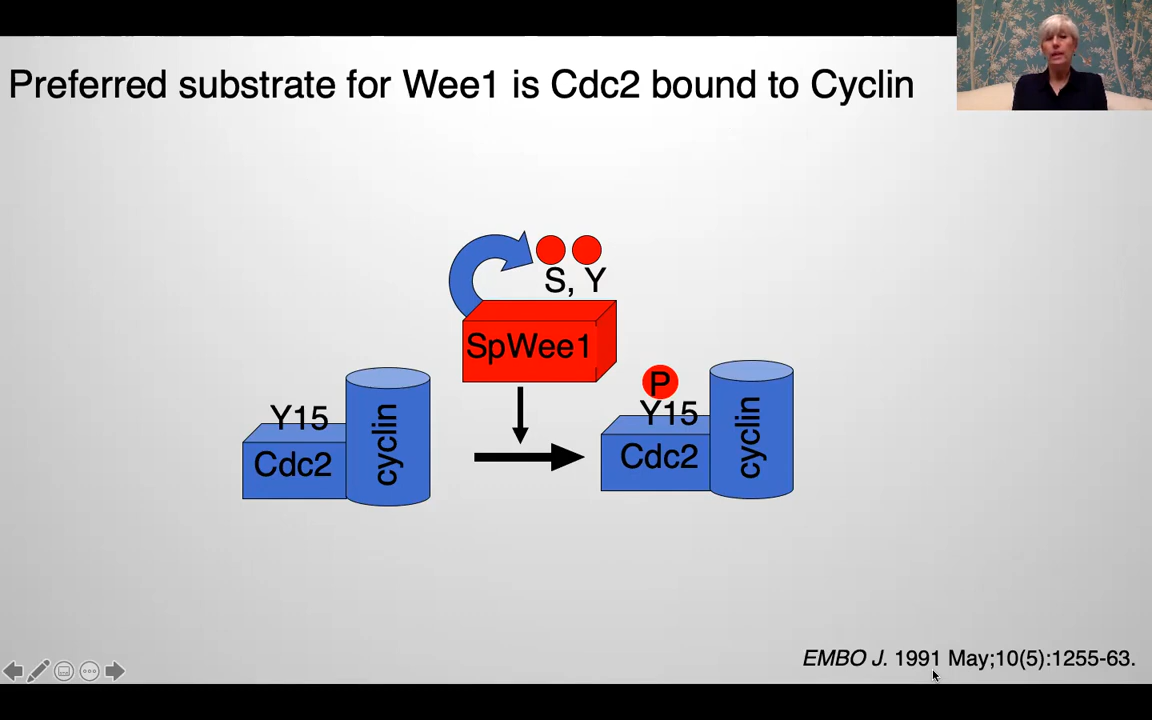 Preferred substrate for Wee1 is Cdc2 bound to Cyclin
S, Y
SpWee1
Y15
Cdc2
cyclin
P
Y15
Cdc2
cyclin
EMBO J. 1991 May;10(5):1255-63.